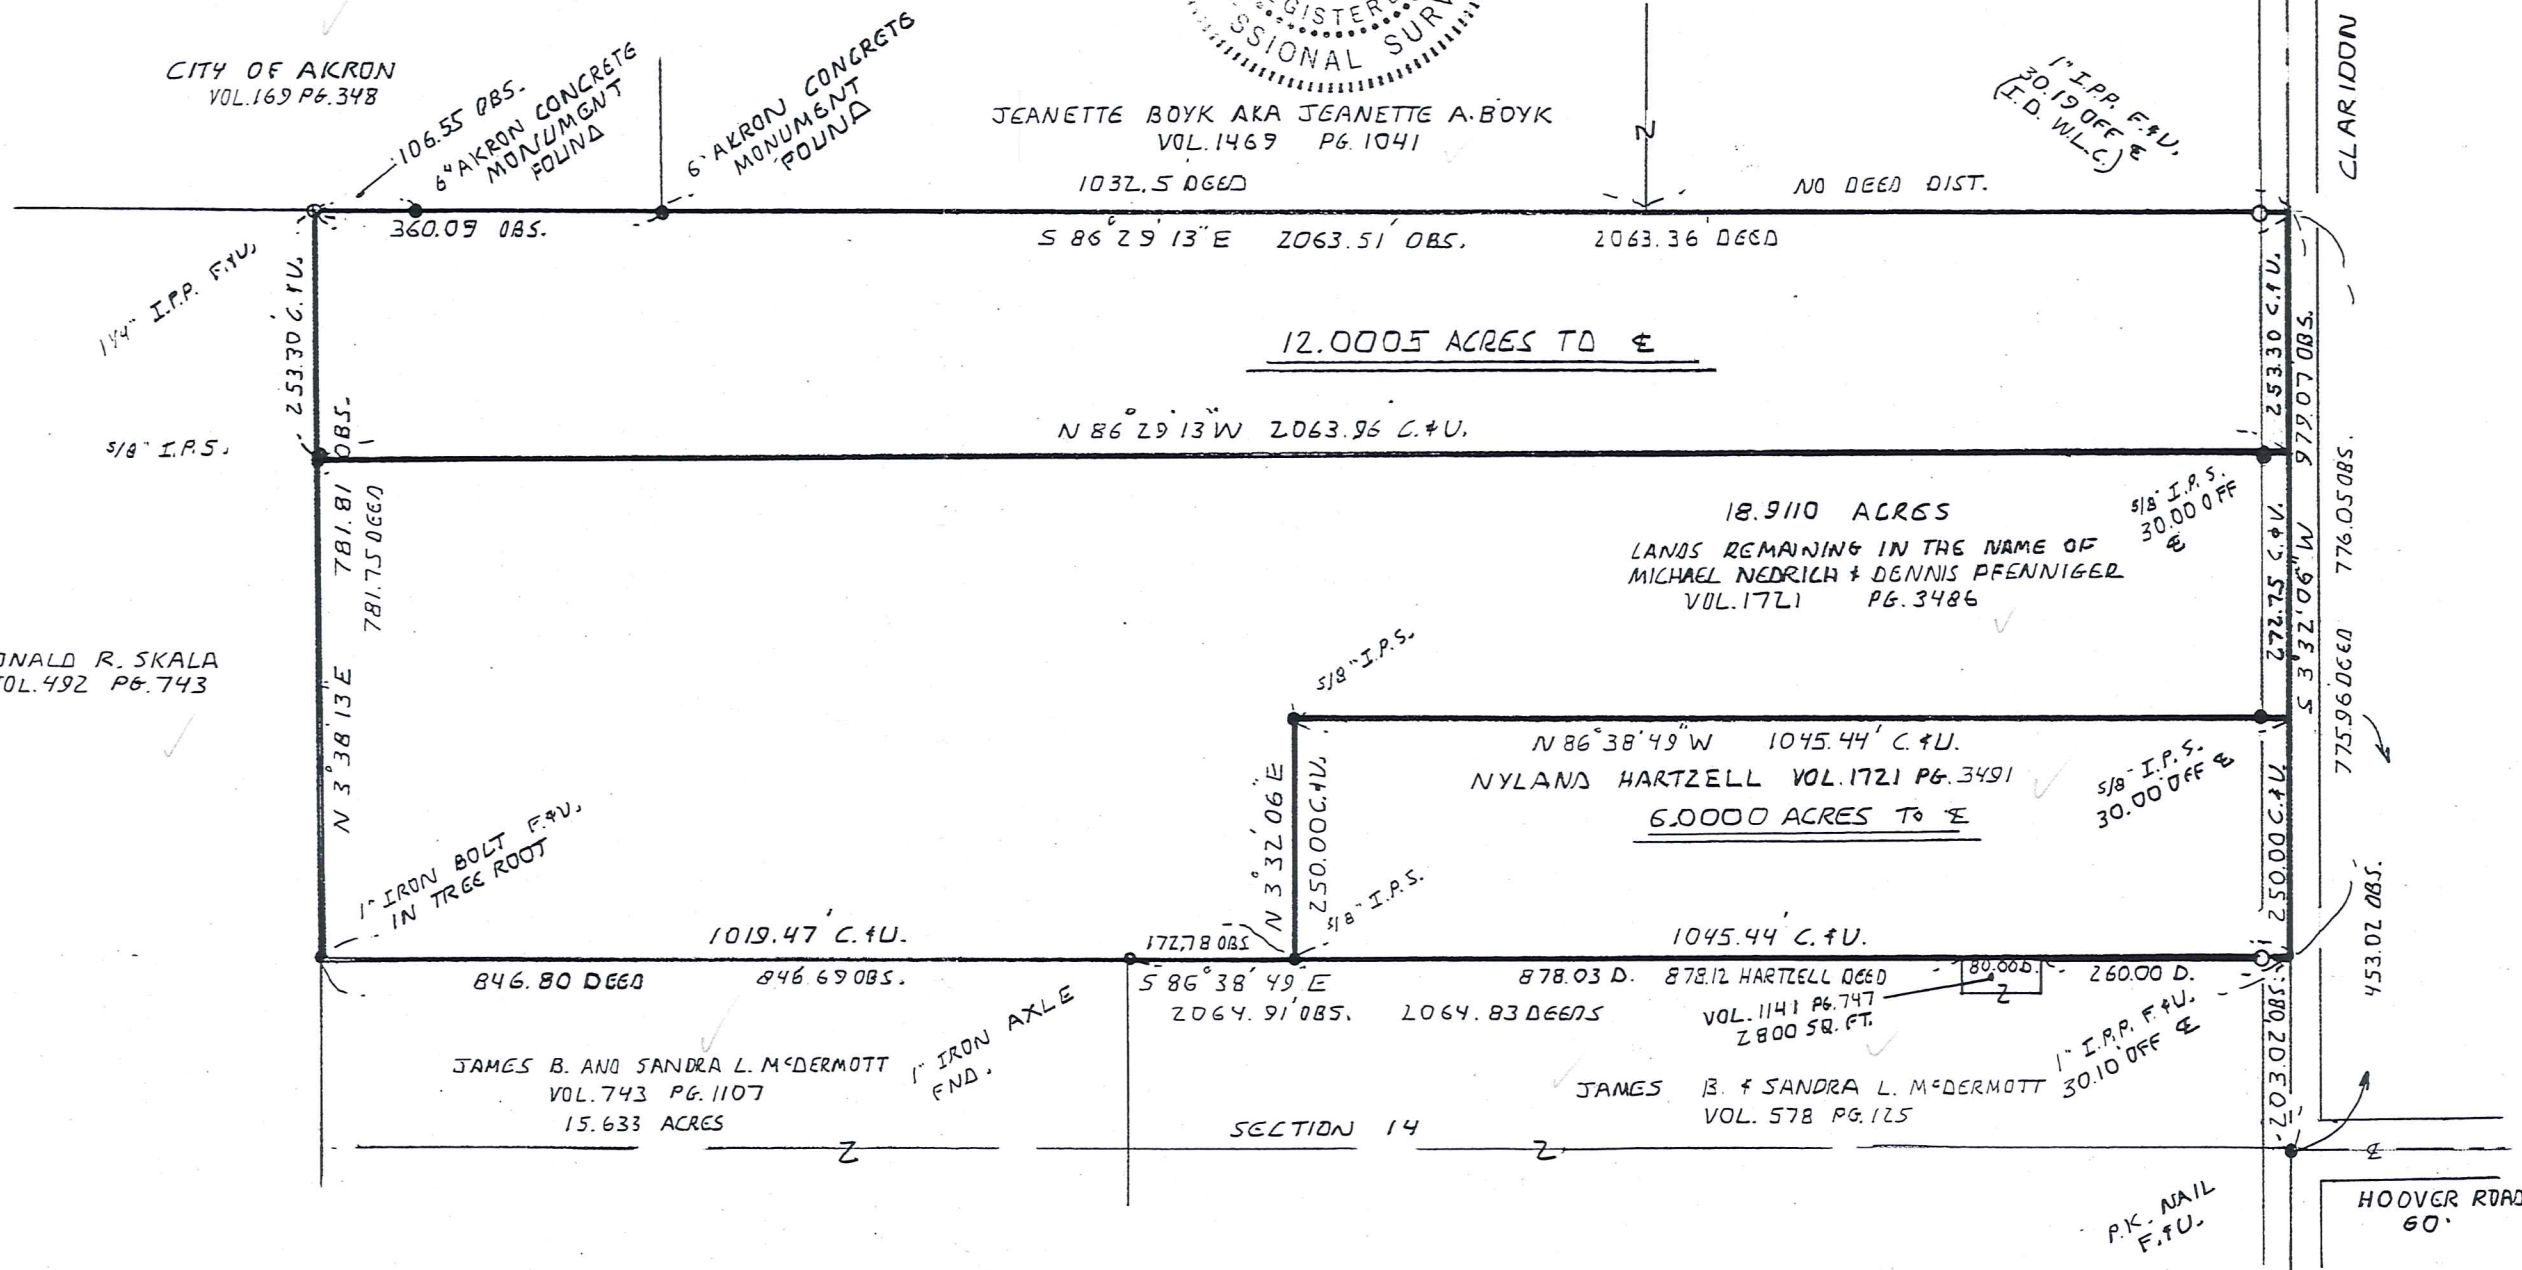 CITY OF AKRON
VOL.169 PG.348
106.55 OBS.
6" AKRON CONCRETE
MONUMENT
FOUND
6" AKRON CONCRETE
MONUMENT
FOUND
SSIONAL SURV
JEANETTE BOYK AKA JEANETTE A. BOYK
VOL.1469 PG.1041
1032.5 DEED
NO DEED DIST.
1" I.P.P. F.&U.
30.19 OFF ℄
(I.D. W.L.C.)
CLARIDON
360.09 OBS.
S 86°29'13"E 2063.51' OBS. 2063.36' DEED
1 1/4" I.P.P. F.&U.
253.30 C.&U.
253.30 C.&U.
979.07 OBS.
12.0005 ACRES TO ℄
N 86°29'13"W 2063.96 C.&U.
5/8" I.P.S.
781.81 OBS.
781.75 DEED
N 3°38'13"E
18.9110 ACRES
LANDS REMAINING IN THE NAME OF
MICHAEL NEDRICH & DENNIS PFENNIGER
VOL.1721 PG.3486
5/8" I.P.S.
30.00 OFF
℄
272.75 C.&U.
S 3°32'06"W
776.05 OBS.
775.96 DEED
ONALD R. SKALA
VOL.492 PG.743
5/8" I.P.S.
N 86°38'49"W 1045.44' C.&U.
NYLAND HARTZELL VOL.1721 PG.3491
6.0000 ACRES TO ℄
5/8" I.P.S.
30.00 OFF ℄
250.00 C.&U.
N 3°32'06"E
250.00 C.&U.
5/8" I.P.S.
1" IRON BOLT F.&U.
IN TREE ROOT
1019.47' C.&U.
172.78 OBS
1045.44' C.&U.
846.80 DEED 846.69 OBS.
S 86°38'49"E
878.03 D. 878.12 HARTZELL DEED
80.00 D.
260.00 D.
2064.91' OBS. 2064.83 DEEDS
VOL.1141 PG.747
2800 SQ. FT.
Z
1" I.P.P. F.&U.
30.10' OFF ℄
203.02 OBS.
453.02 OBS.
1" IRON AXLE
FND.
JAMES B. AND SANDRA L. McDERMOTT
VOL.743 PG.1107
15.633 ACRES
JAMES B. & SANDRA L. McDERMOTT
VOL. 578 PG.125
SECTION 14
P.K. NAIL
F.&U.
HOOVER ROAD
60'